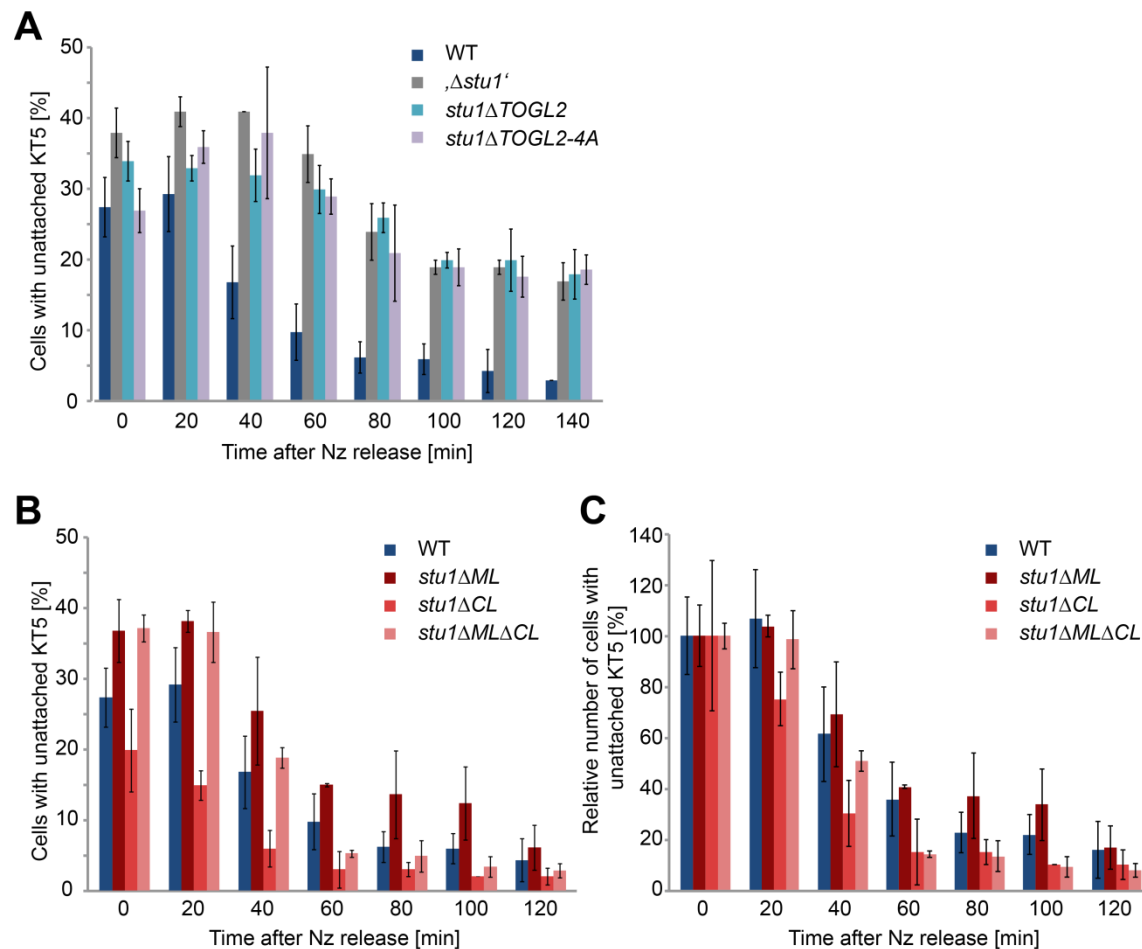 A
Cells with unattached KT5 [%]
50
40
30
20
10
0
WT
‚Δstu1‘
stu1ΔTOGL2
stu1ΔTOGL2-4A
0 20 40 60 80 100 120 140
Time after Nz release [min]
B
Cells with unattached KT5 [%]
50
40
30
20
10
0
WT
stu1ΔML
stu1ΔCL
stu1ΔMLΔCL
0 20 40 60 80 100 120
Time after Nz release [min]
C
Relative number of cells with
unattached KT5 [%]
140
120
100
80
60
40
20
0
WT
stu1ΔML
stu1ΔCL
stu1ΔMLΔCL
0 20 40 60 80 100 120
Time after Nz release [min]